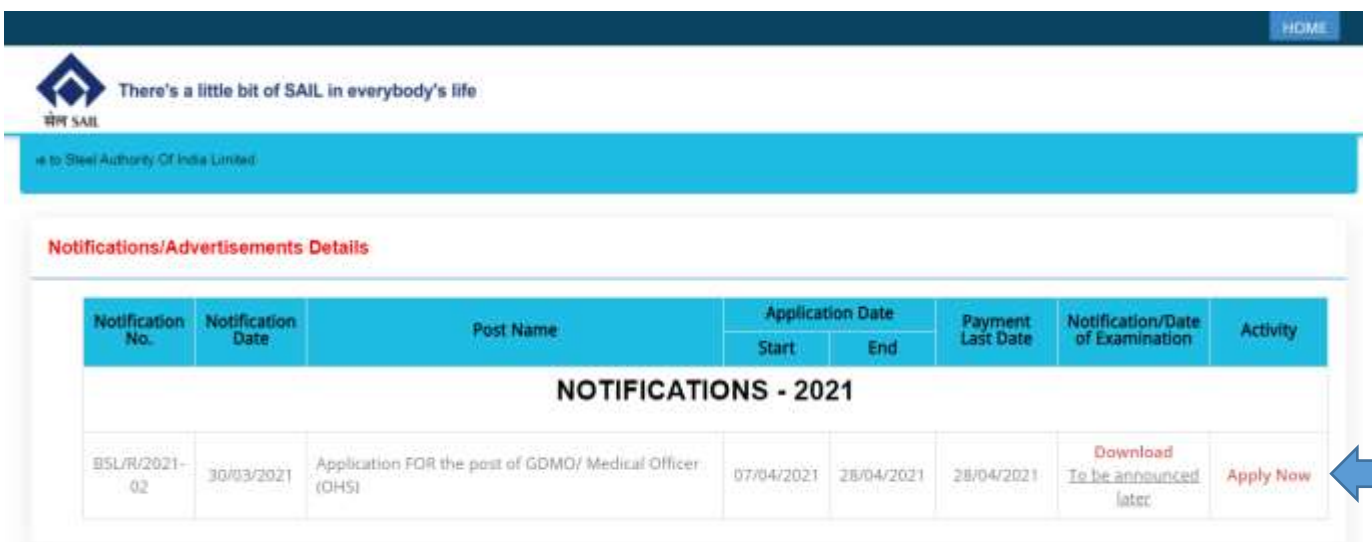 HOME
There's a little bit of SAIL in everybody's life
सेल SAIL
e to Steel Authority Of India Limited
Notifications/Advertisements Details
Notification No.
Notification Date
Post Name
Application Date
Start
End
Payment Last Date
Notification/Date of Examination
Activity
NOTIFICATIONS - 2021
BSL/R/2021-02
30/03/2021
Application FOR the post of GDMO/ Medical Officer
(OHS)
07/04/2021
28/04/2021
28/04/2021
Download
To be announced
later
Apply Now